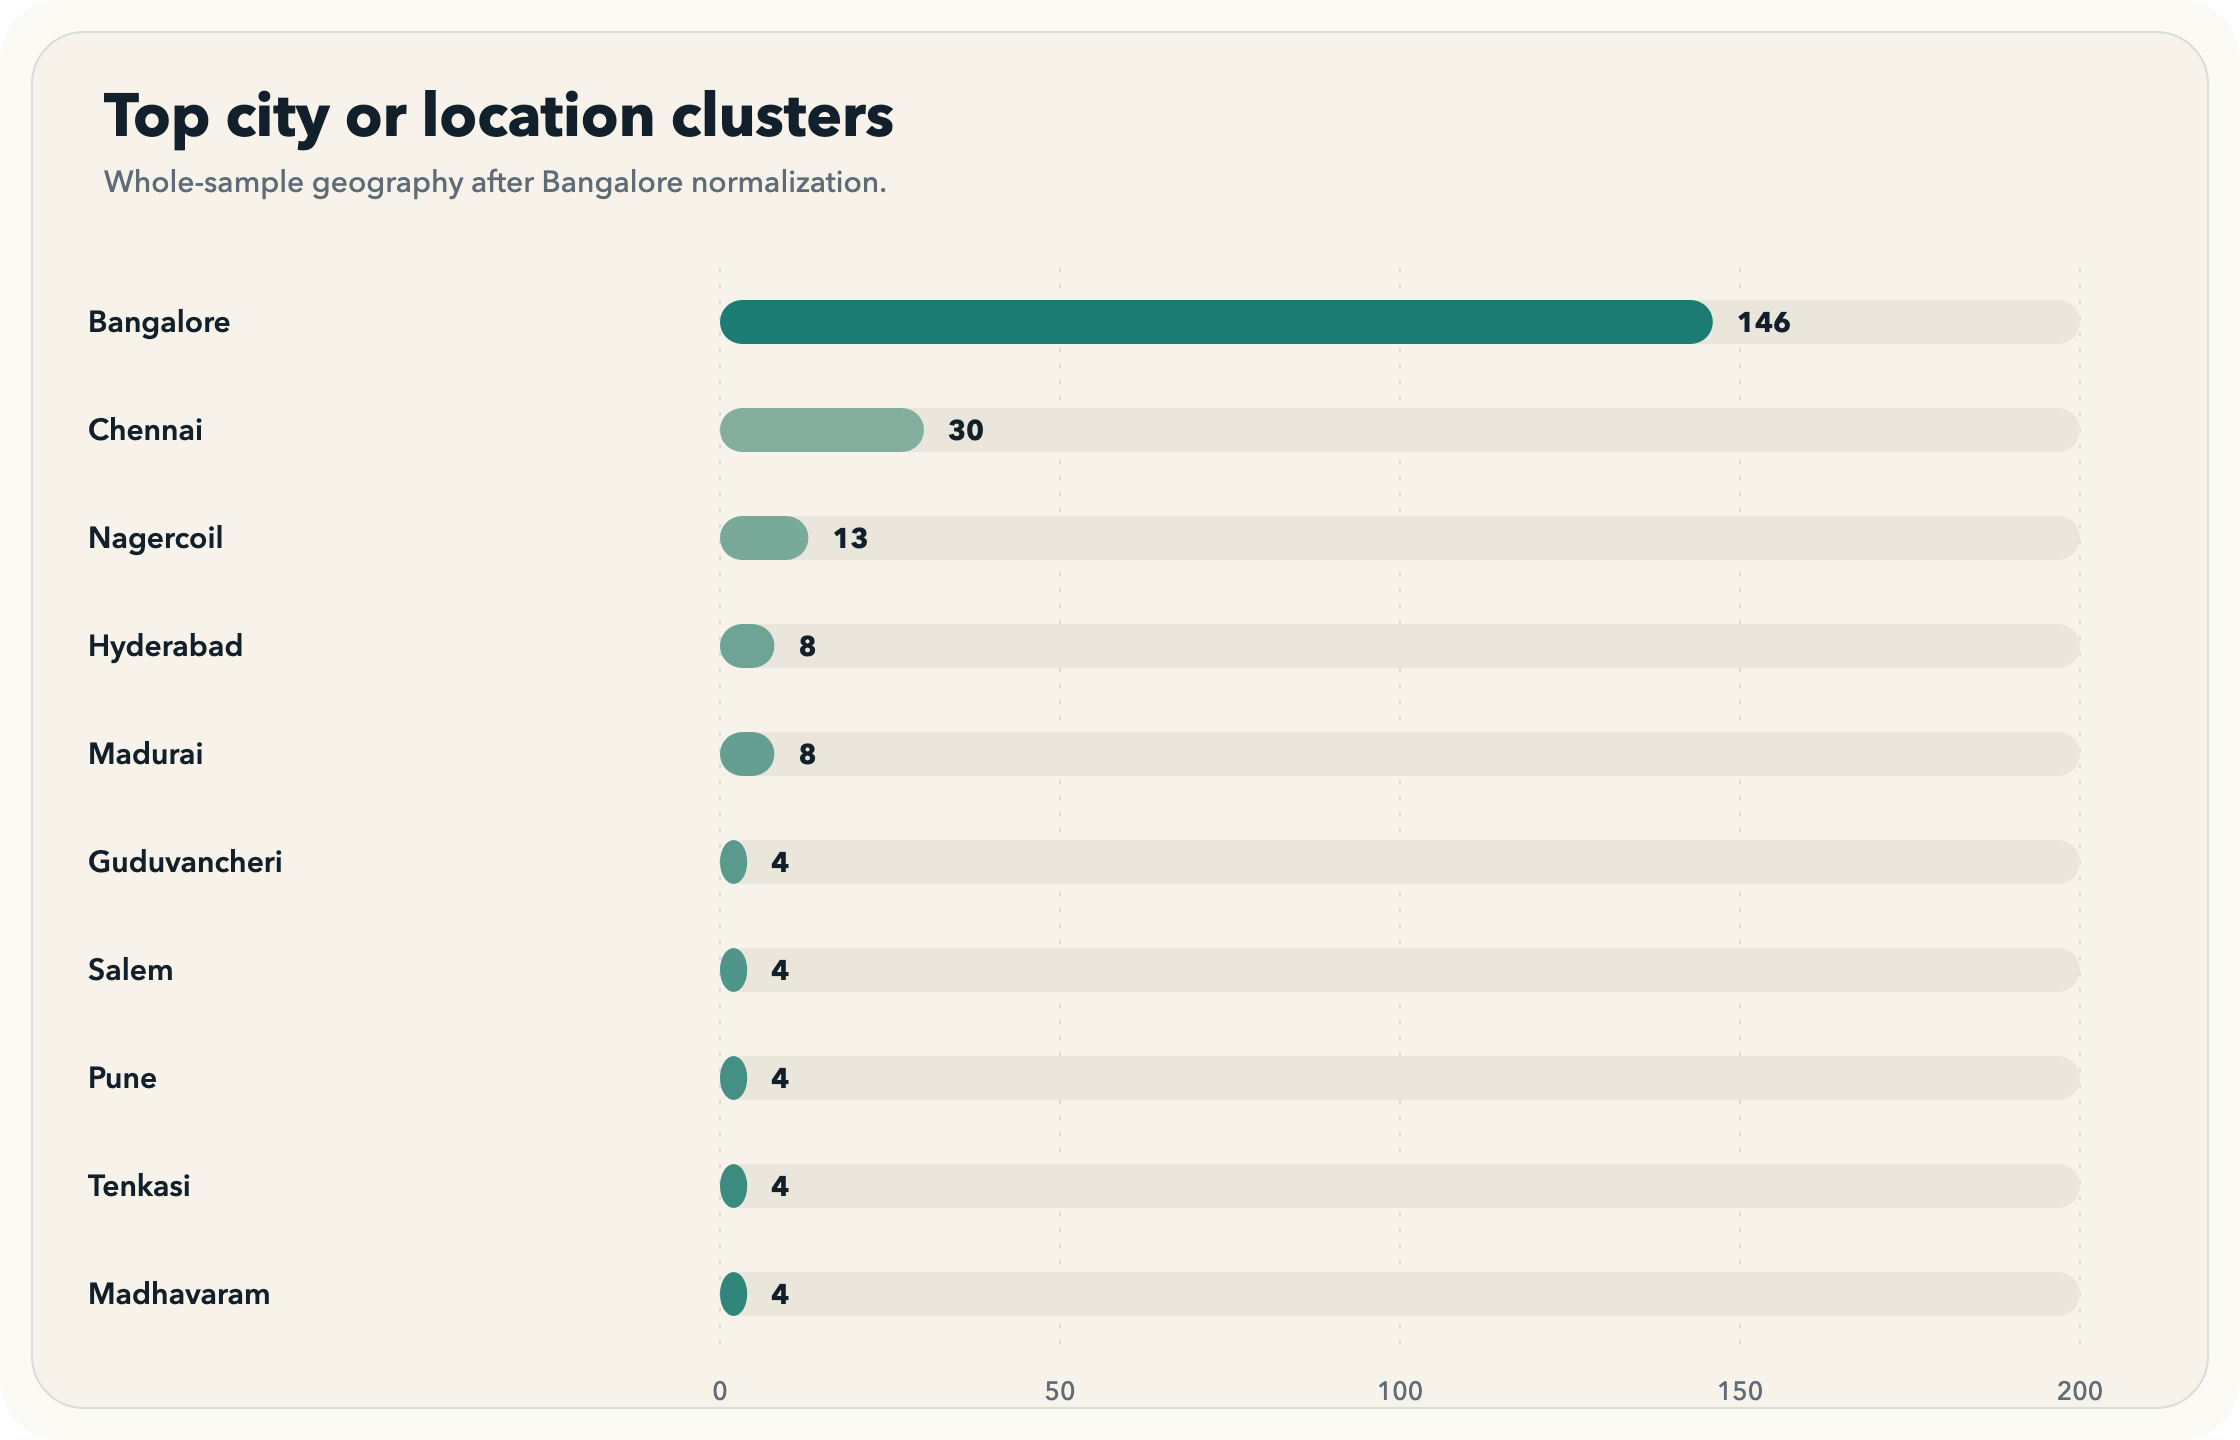 Top city or location clusters
Whole-sample geography after Bangalore normalization.
Bangalore 146
Chennai 30
Nagercoil 13
Hyderabad 8
Madurai 8
Guduvancheri 4
Salem 4
Pune 4
Tenkasi 4
Madhavaram 4
0 50 100 150 200